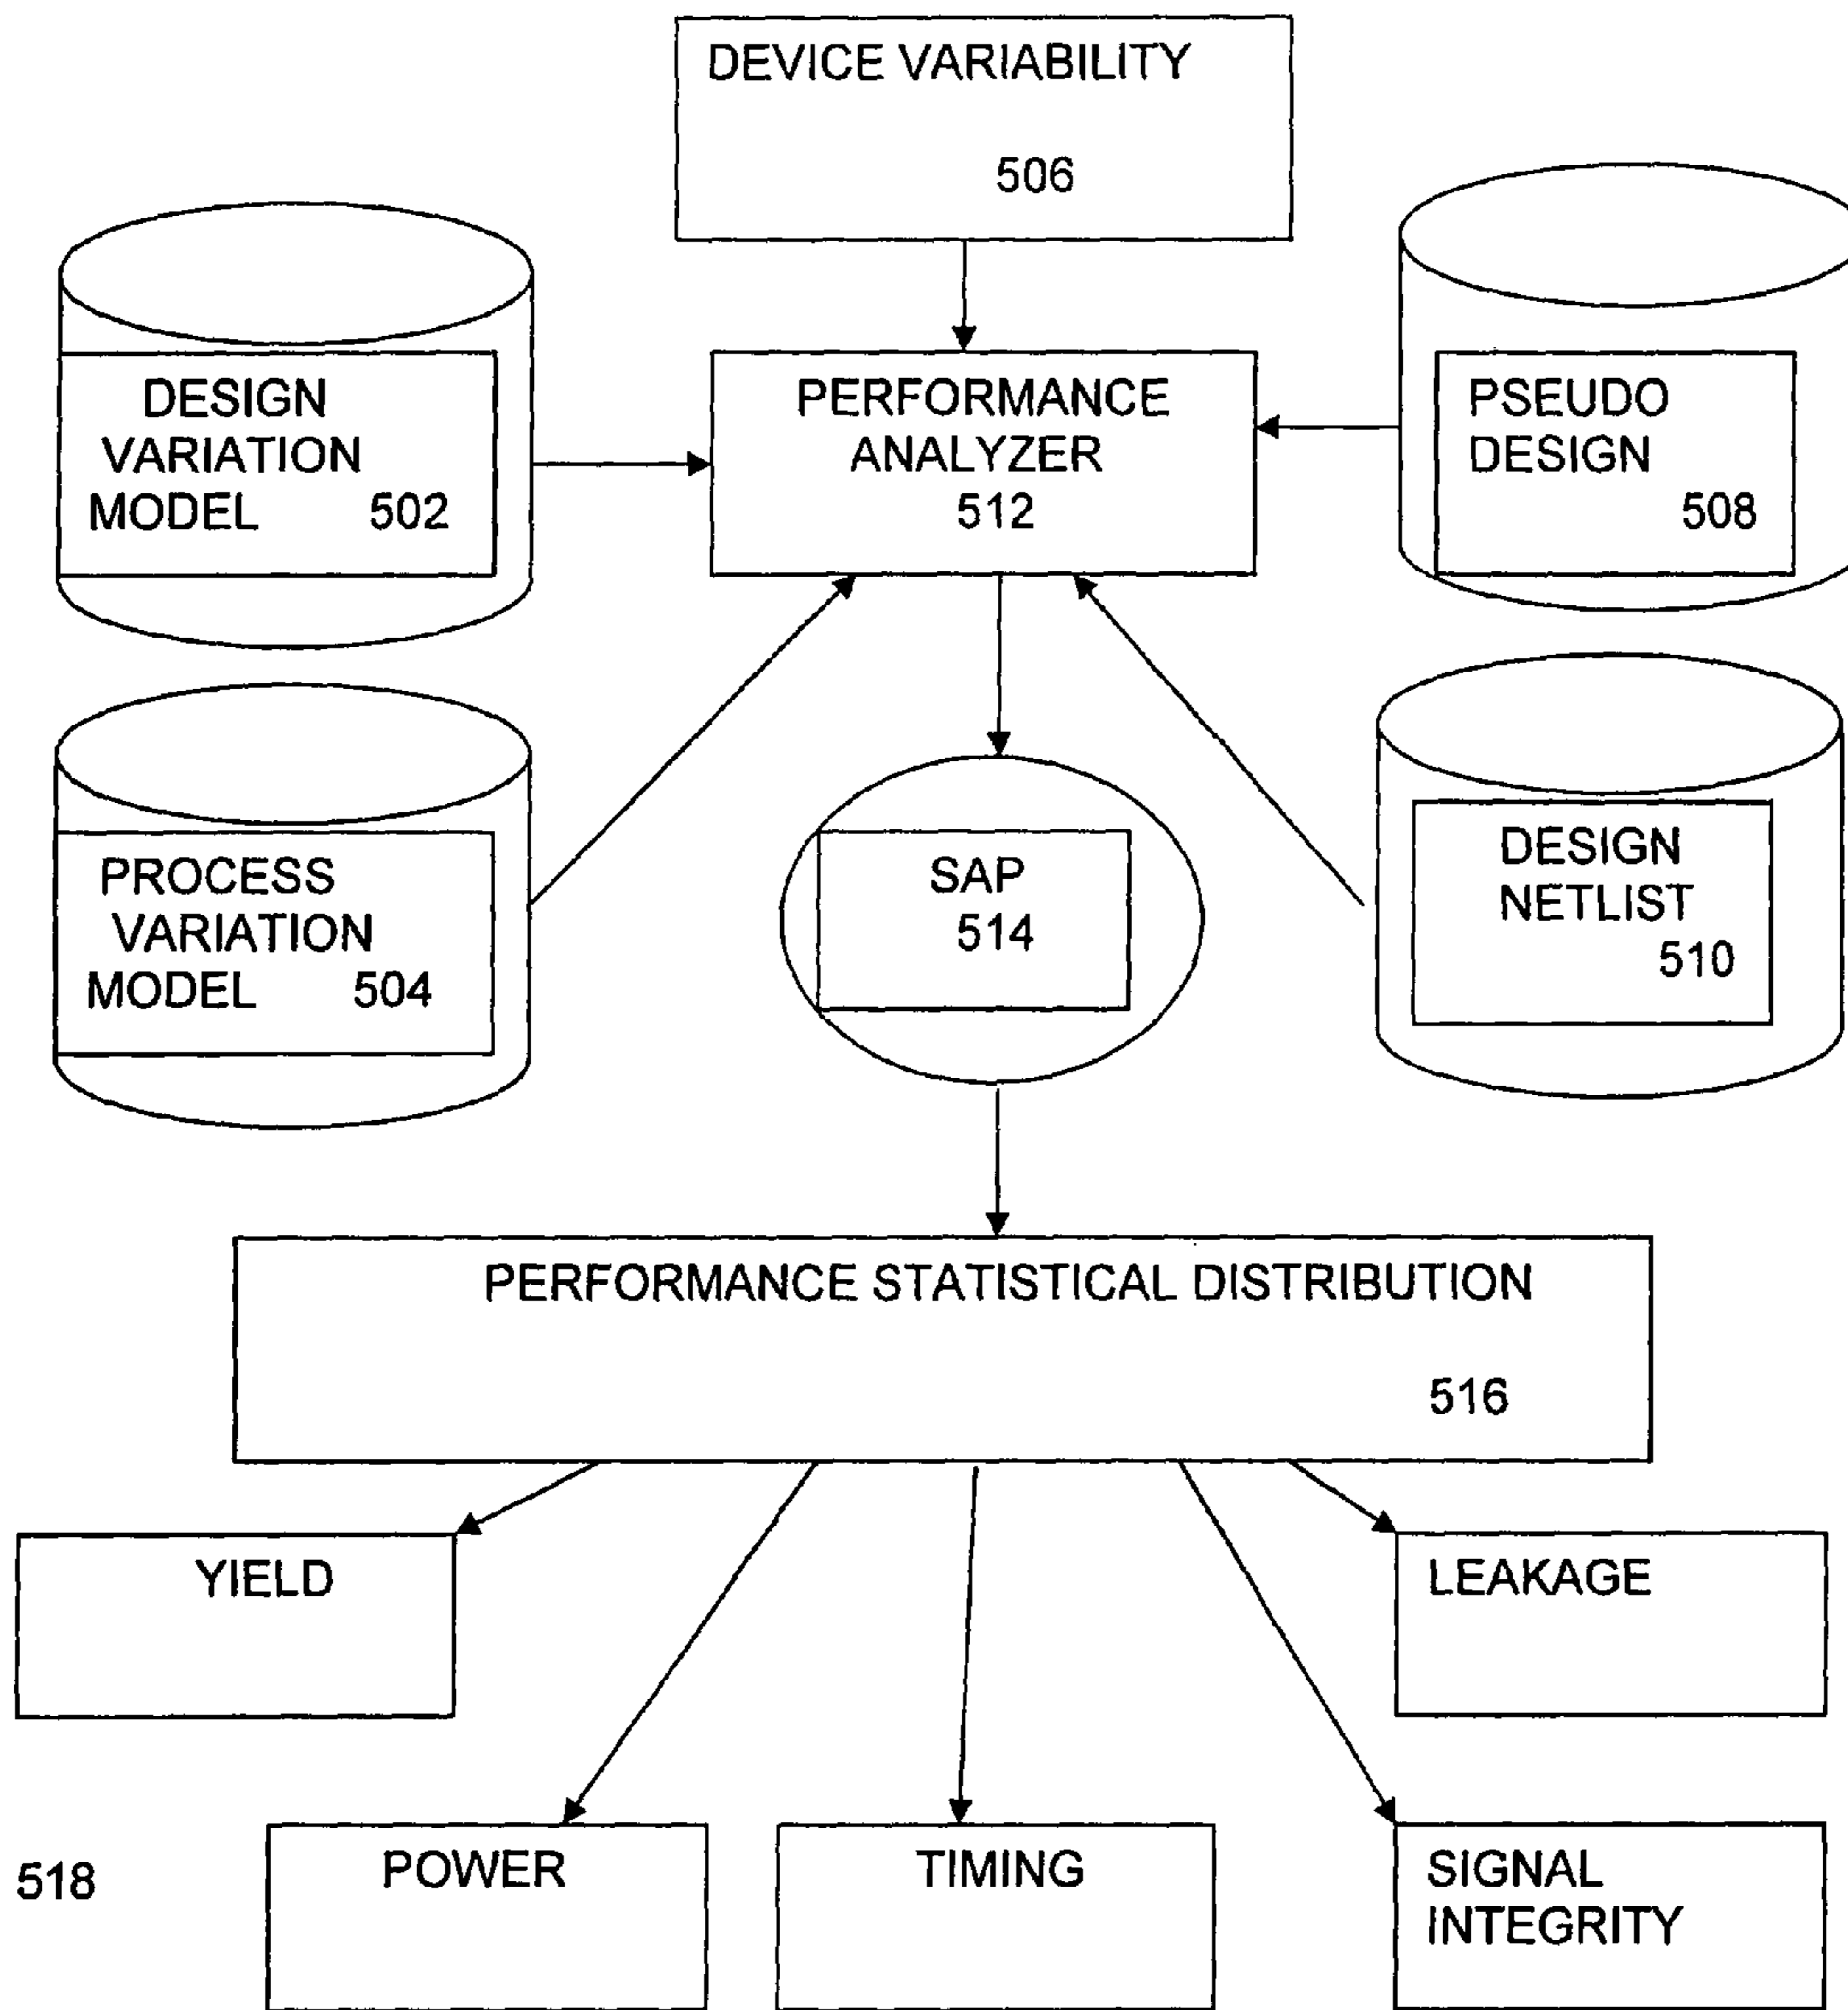 DEVICE VARIABILITY
506
DESIGN
VARIATION
MODEL 502
PERFORMANCE
ANALYZER
512
PSEUDO
DESIGN
508
PROCESS
VARIATION
MODEL 504
SAP
514
DESIGN
NETLIST
510
PERFORMANCE STATISTICAL DISTRIBUTION
516
YIELD
LEAKAGE
518
POWER
TIMING
SIGNAL
INTEGRITY